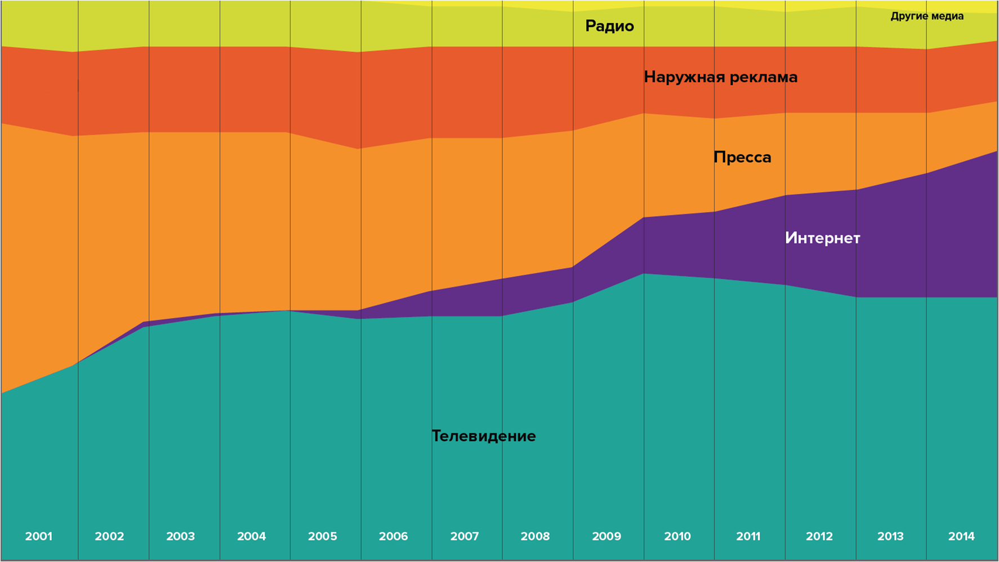 Другие медиа
Радио
Наружная реклама
Пресса
Интернет
Телевидение
2001 2002 2003 2004 2005 2006 2007 2008 2009 2010 2011 2012 2013 2014